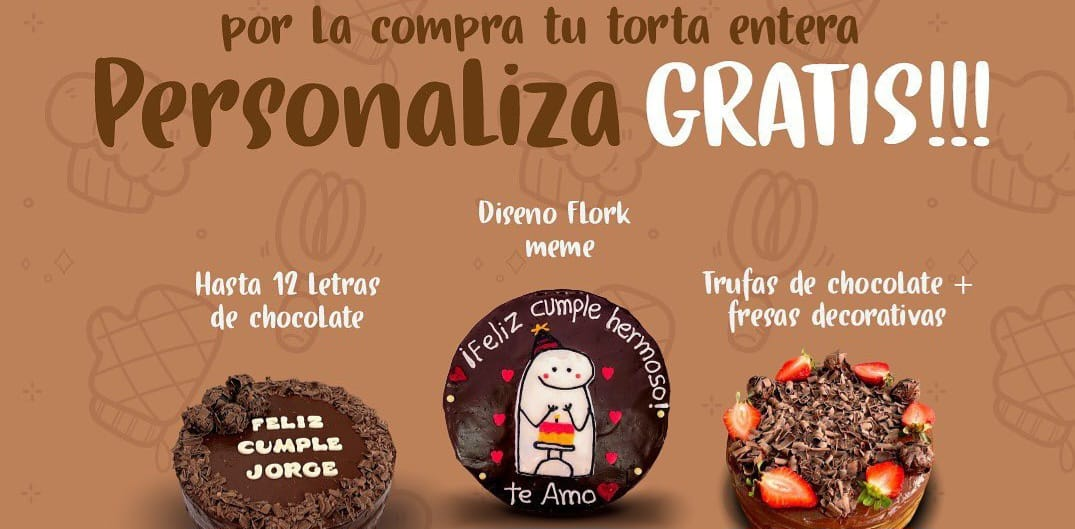 por la compra tu torta entera
Personaliza GRATIS!!!
Diseno Flork
meme
Hasta 12 Letras
de chocolate
Trufas de chocolate +
fresas decorativas
FELIZ
CUMPLE
JORGE
¡Feliz cumple hermoso!
te Amo